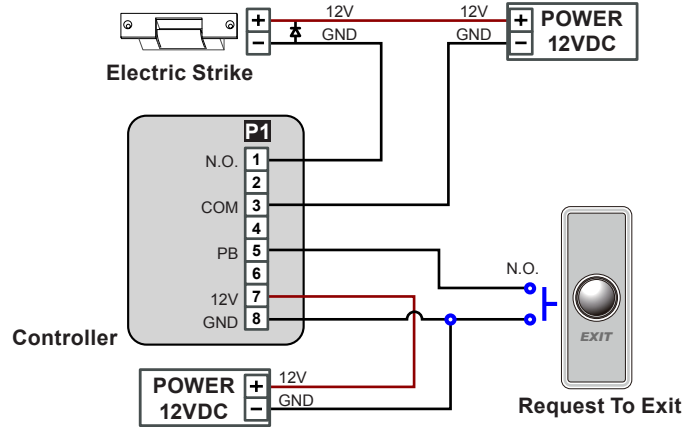 + 12V 12V + POWER
- GND GND - 12VDC
Electric Strike
P1
N.O. 1
2
COM 3
4
PB 5
6
12V 7
GND 8
Controller
N.O.
EXIT
Request To Exit
POWER + 12V
12VDC - GND